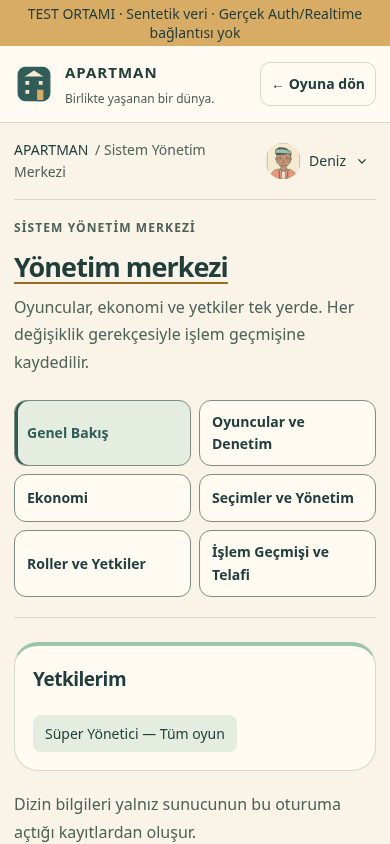 TEST ORTAMI · Sentetik veri · Gerçek Auth/Realtime
bağlantısı yok
APARTMAN
Birlikte yaşanan bir dünya.
← Oyuna dön
APARTMAN / Sistem Yönetim
Merkezi
Deniz
SİSTEM YÖNETİM MERKEZİ
Yönetim merkezi
Oyuncular, ekonomi ve yetkiler tek yerde. Her
değişiklik gerekçesiyle işlem geçmişine
kaydedilir.
Genel Bakış
Oyuncular ve
Denetim
Ekonomi
Seçimler ve Yönetim
Roller ve Yetkiler
İşlem Geçmişi ve
Telafi
Yetkilerim
Süper Yönetici — Tüm oyun
Dizin bilgileri yalnız sunucunun bu oturuma
açtığı kayıtlardan oluşur.